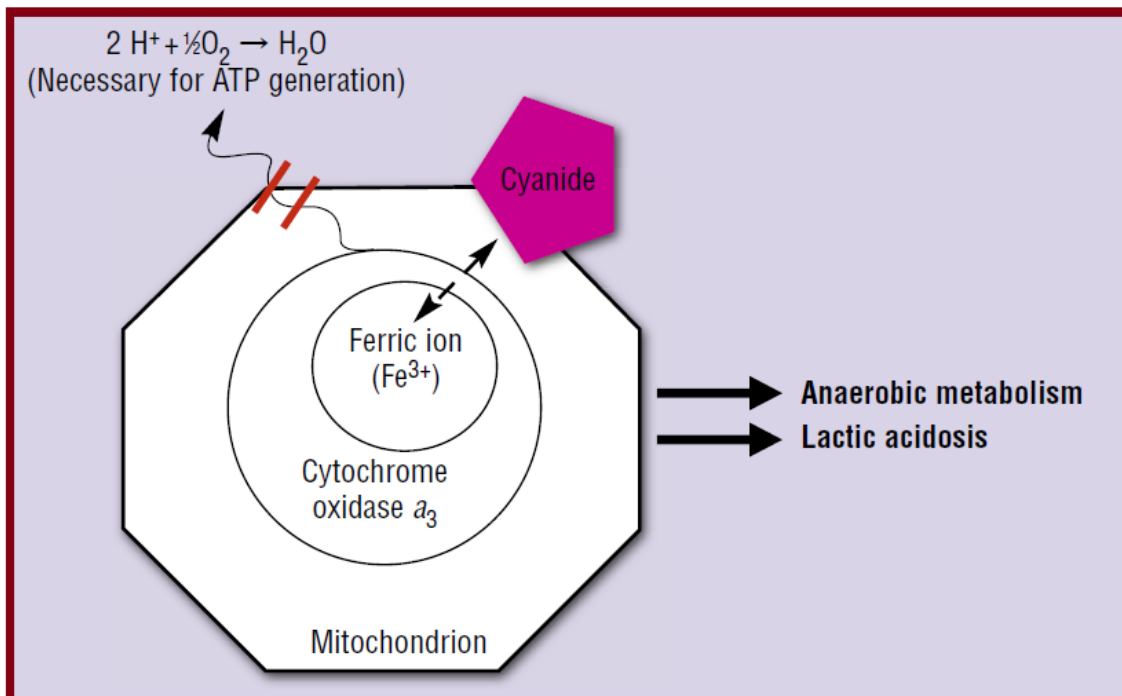 2 H⁺ + ½O₂ → H₂O
(Necessary for ATP generation)
Cyanide
Ferric ion
(Fe³⁺)
Cytochrome
oxidase a₃
Mitochondrion
Anaerobic metabolism
Lactic acidosis